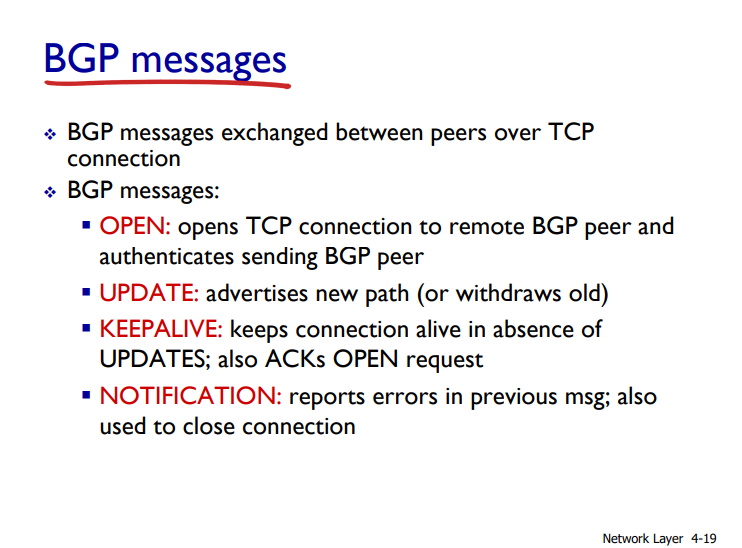 BGP messages
BGP messages exchanged between peers over TCP
connection
BGP messages:
OPEN: opens TCP connection to remote BGP peer and
authenticates sending BGP peer
UPDATE: advertises new path (or withdraws old)
KEEPALIVE: keeps connection alive in absence of
UPDATES; also ACKs OPEN request
NOTIFICATION: reports errors in previous msg; also
used to close connection
Network Layer 4-19